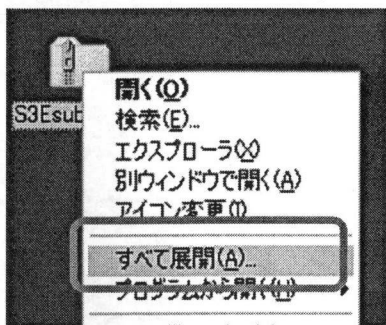 S3Esub
開く(O)
検索(E)...
エクスプローラ(X)
別ウィンドウで開く(A)
アイコン変更(I)
すべて展開(A)...
プログラムから開く(H)